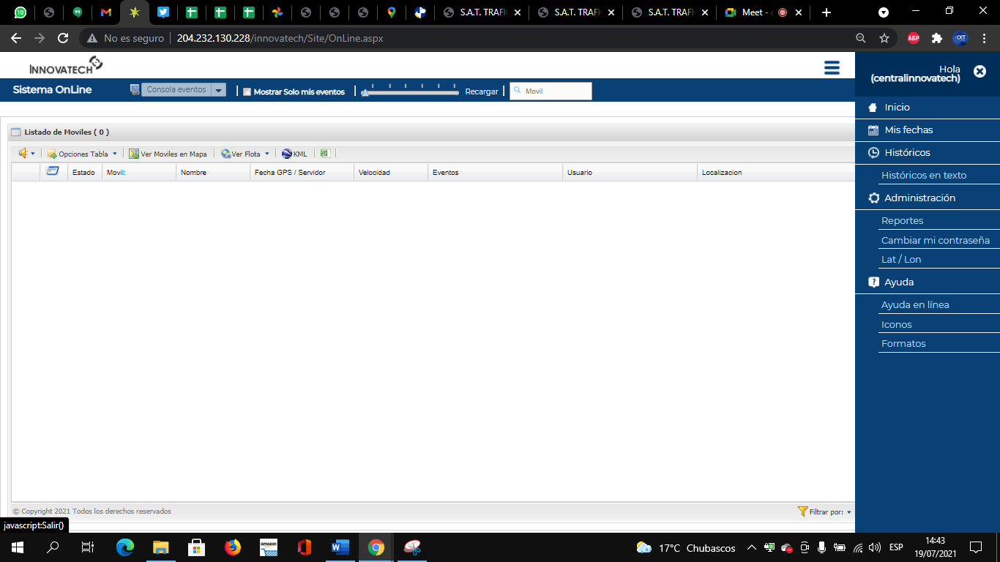 10
S.A.T. TRAFI
S.A.T. TRAFI
S.A.T. TRAFI
Meet -
No es seguro
204.232.130.228/innovatech/Site/OnLine.aspx
ABP
INNOVATECH
Hola
(centralinnovatech)
Sistema OnLine
Consola eventos
Mostrar Solo mis eventos
Recargar
Movil
Inicio
Mis fechas
Históricos
Históricos en texto
Administración
Reportes
Cambiar mi contraseña
Lat / Lon
Ayuda
Ayuda en línea
Iconos
Formatos
Listado de Moviles ( 0 )
Opciones Tabla
Ver Moviles en Mapa
Ver Flota
KML
Estado
Movil:
Nombre
Fecha GPS / Servidor
Velocidad
Eventos
Usuario
Localizacion
© Copyright 2021 Todos los derechos reservados
Filtrar por:
javascript:Salir()
amazon
17°C Chubascos
ESP
14:43
19/07/2021